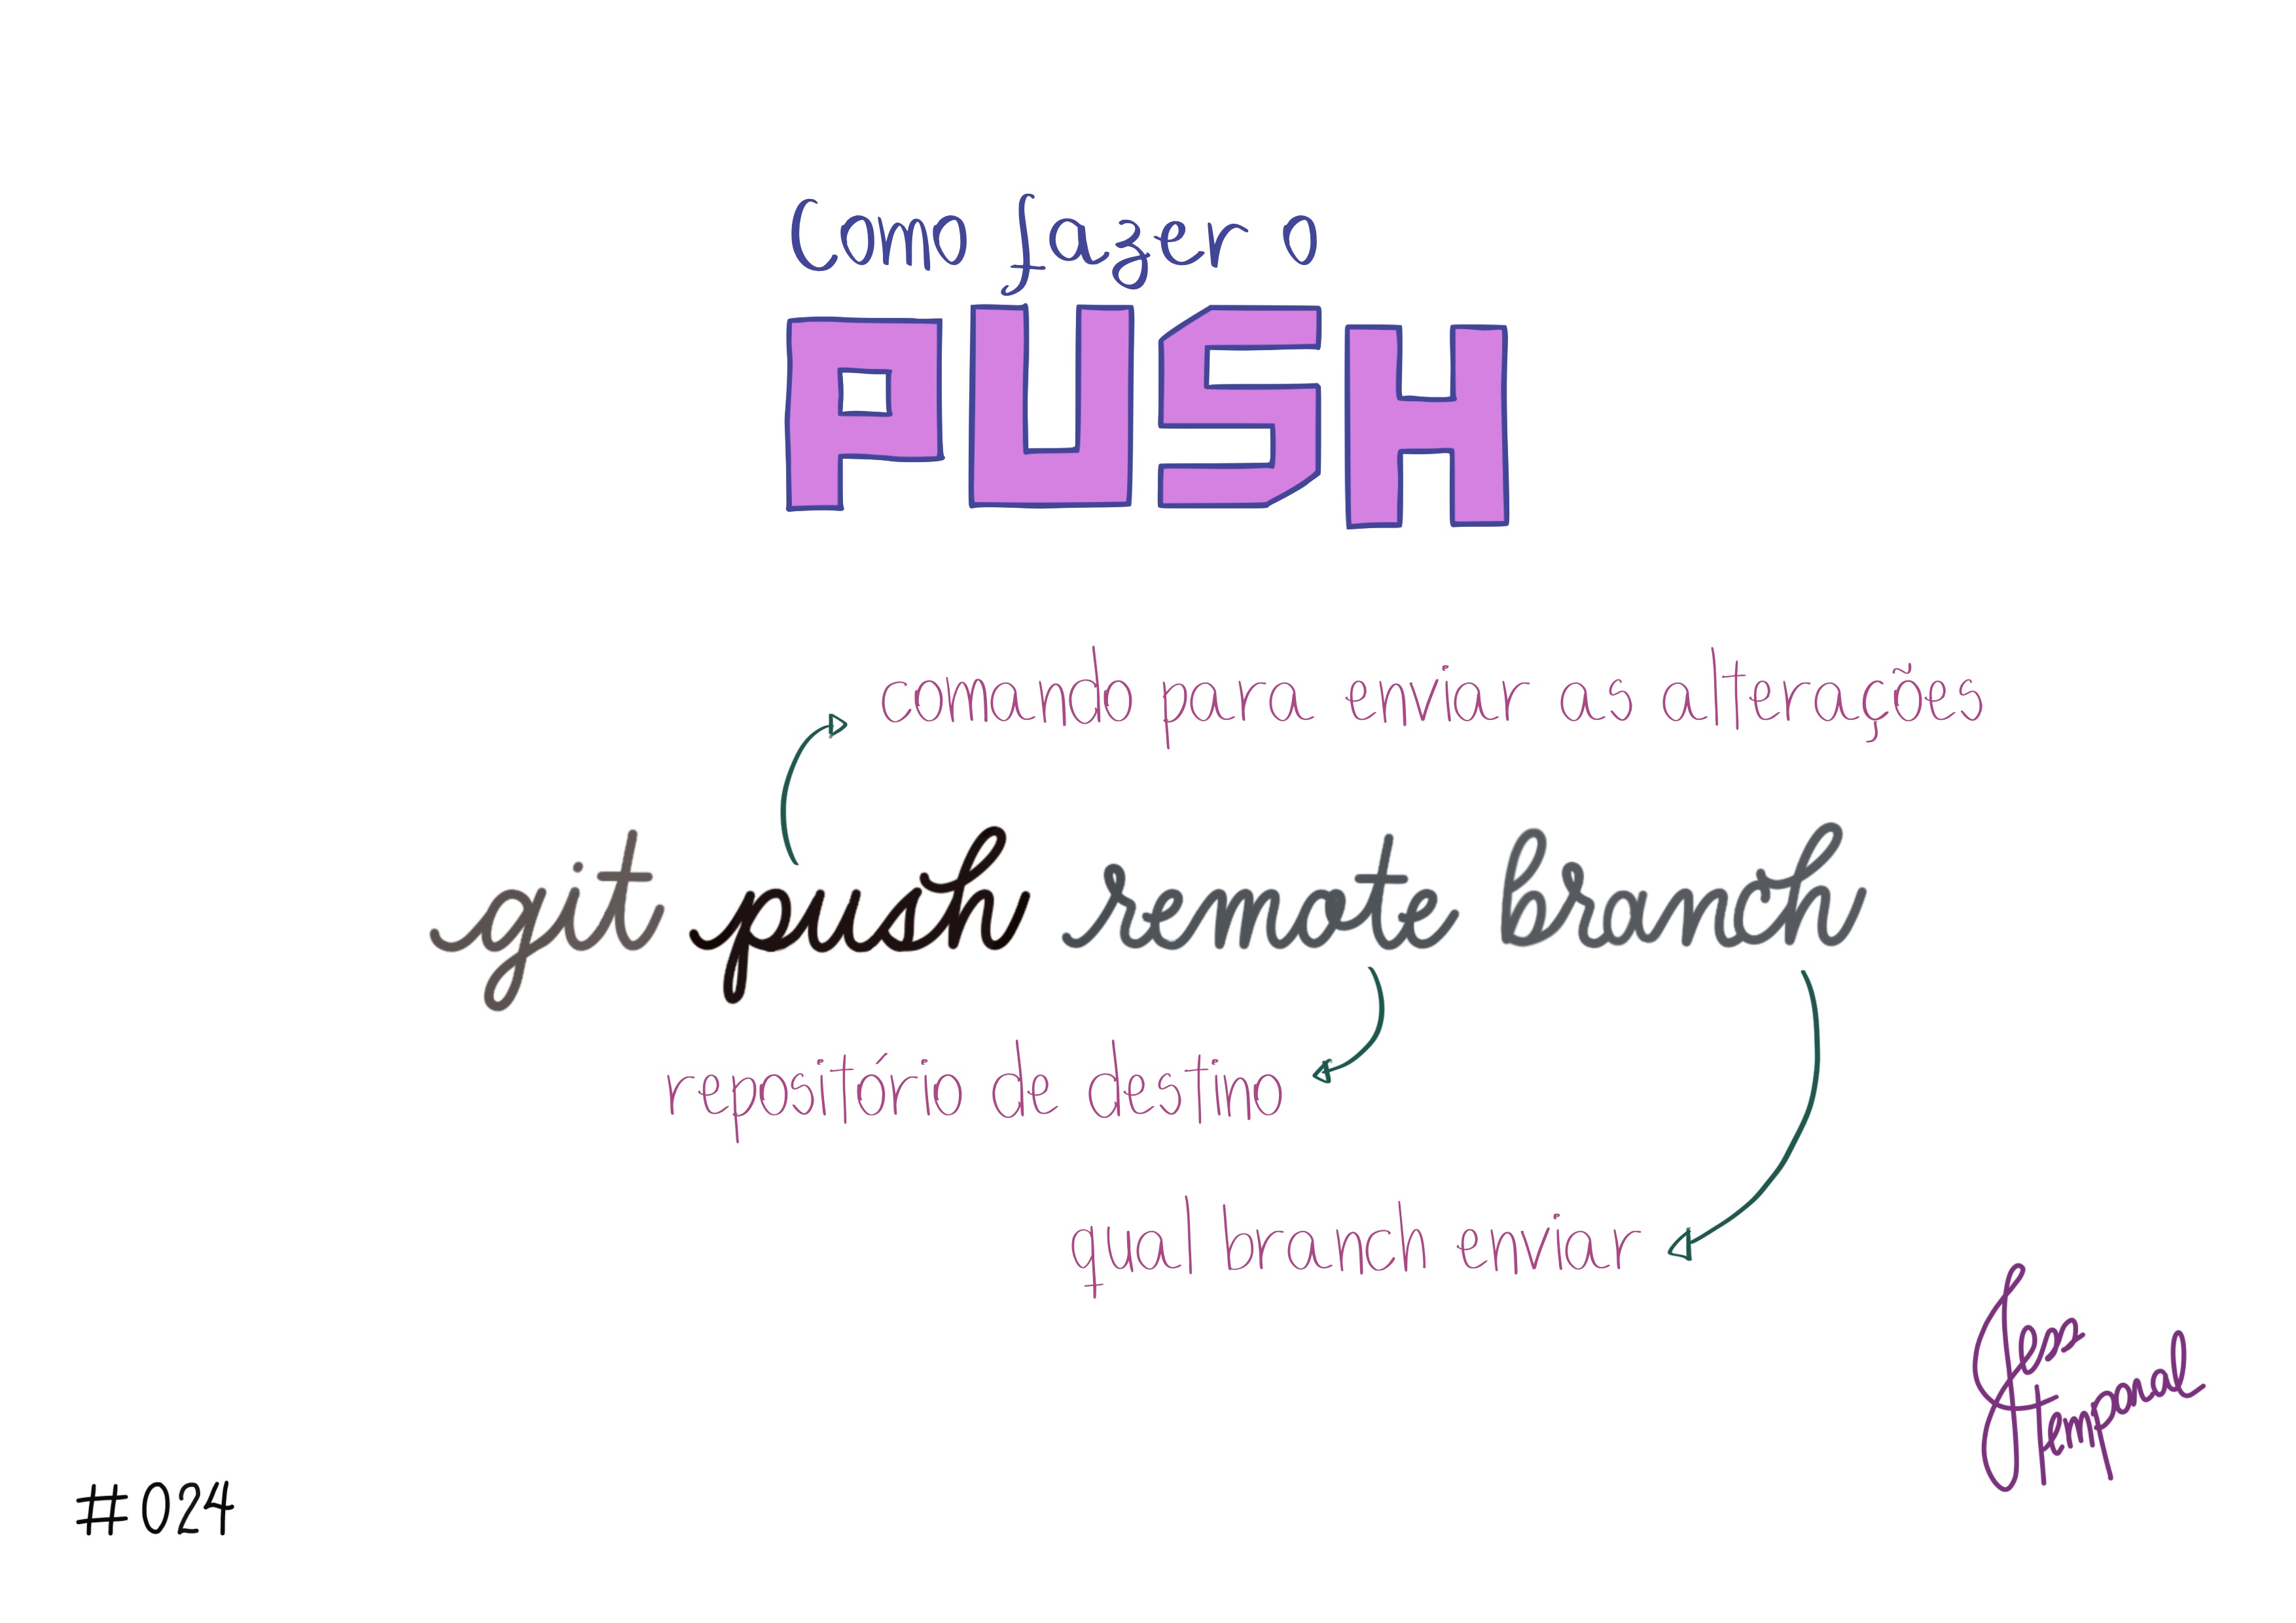 Como fazer o
PUSH
comando para enviar as alterações
git push remote branch
repositório de destino
qual branch enviar
Jess
Temporal
#024